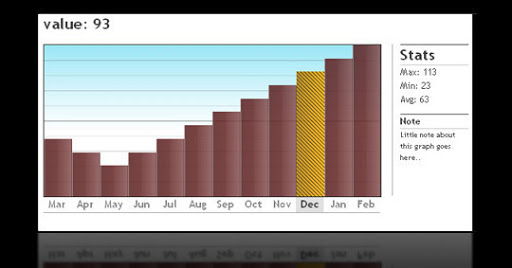 value: 93
Stats
Max: 113
Min: 23
Avg: 63
Note
Little note about
this graph goes
here..
Mar Apr May Jun Jul Aug Sep Oct Nov Dec Jan Feb